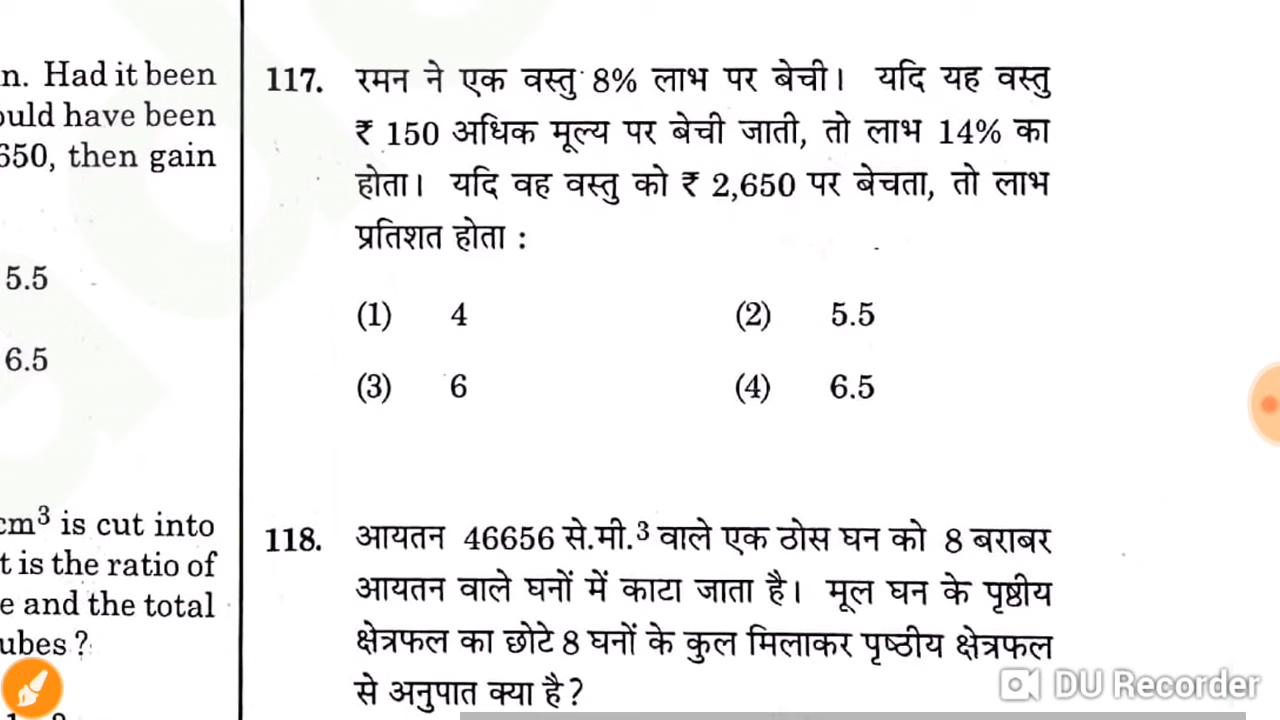 n. Had it been
ould have been
650, then gain
5.5
6.5
cm³ is cut into
t is the ratio of
e and the total
ubes ?
117. रमन ने एक वस्तु 8% लाभ पर बेची। यदि यह वस्तु
₹ 150 अधिक मूल्य पर बेची जाती, तो लाभ 14% का
होता। यदि वह वस्तु को ₹ 2,650 पर बेचता, तो लाभ
प्रतिशत होता :
(1) 4 (2) 5.5
(3) 6 (4) 6.5
118. आयतन 46656 से.मी.³ वाले एक ठोस घन को 8 बराबर
आयतन वाले घनों में काटा जाता है। मूल घन के पृष्ठीय
क्षेत्रफल का छोटे 8 घनों के कुल मिलाकर पृष्ठीय क्षेत्रफल
से अनुपात क्या है ?
DU Recorder